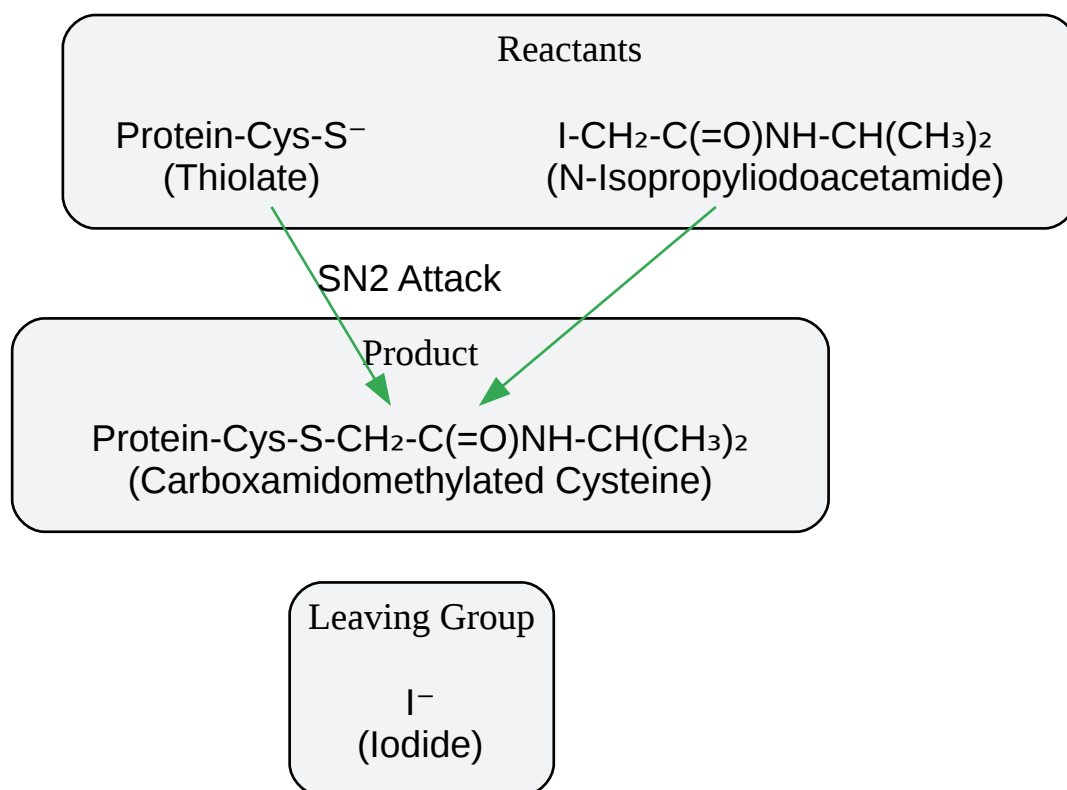 Reactants
Protein-Cys-S⁻
(Thiolate)
I-CH₂-C(=O)NH-CH(CH₃)₂
(N-Isopropyliodoacetamide)
SN2 Attack
Product
Protein-Cys-S-CH₂-C(=O)NH-CH(CH₃)₂
(Carboxamidomethylated Cysteine)
Leaving Group
I⁻
(Iodide)